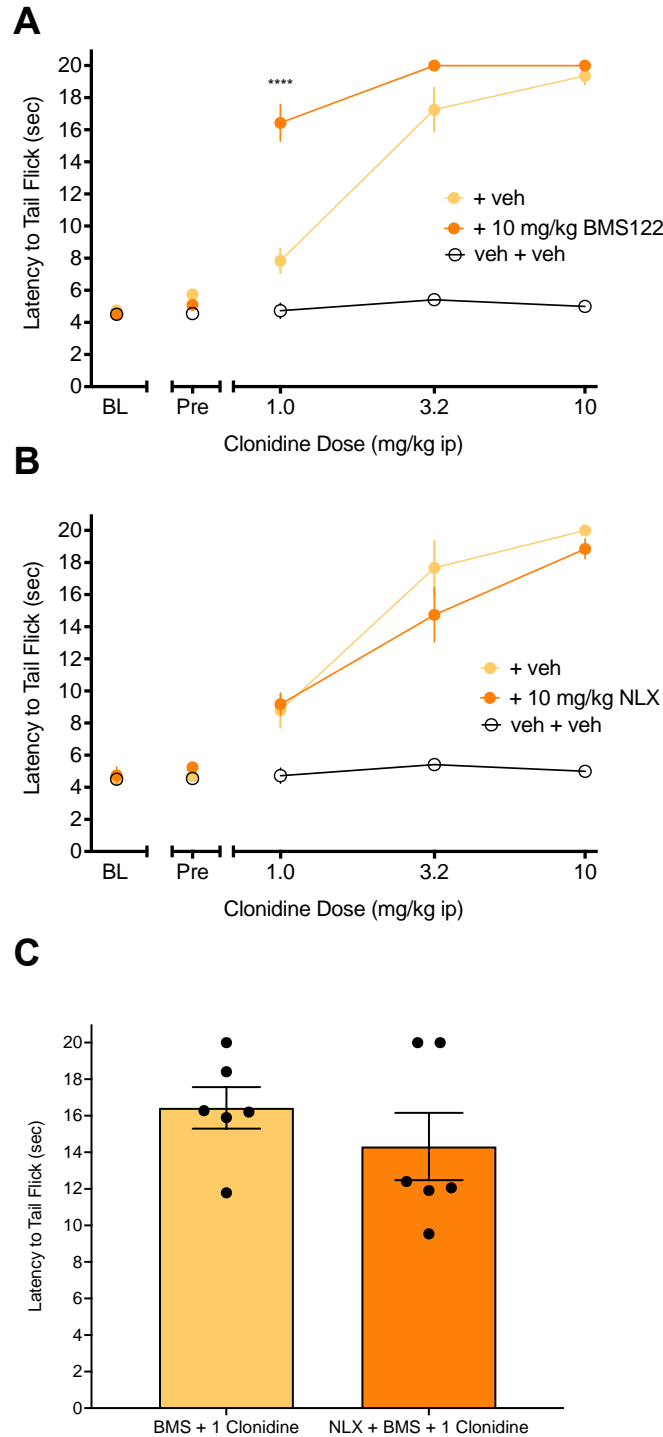 A
Latency to Tail Flick (sec)
20
18
16
14
12
10
8
6
4
2
0
****
+ veh
+ 10 mg/kg BMS122
veh + veh
BL
Pre
1.0
3.2
10
Clonidine Dose (mg/kg ip)
B
Latency to Tail Flick (sec)
20
18
16
14
12
10
8
6
4
2
0
+ veh
+ 10 mg/kg NLX
veh + veh
BL
Pre
1.0
3.2
10
Clonidine Dose (mg/kg ip)
C
Latency to Tail Flick (sec)
20
18
16
14
12
10
8
6
4
2
0
BMS + 1 Clonidine
NLX + BMS + 1 Clonidine